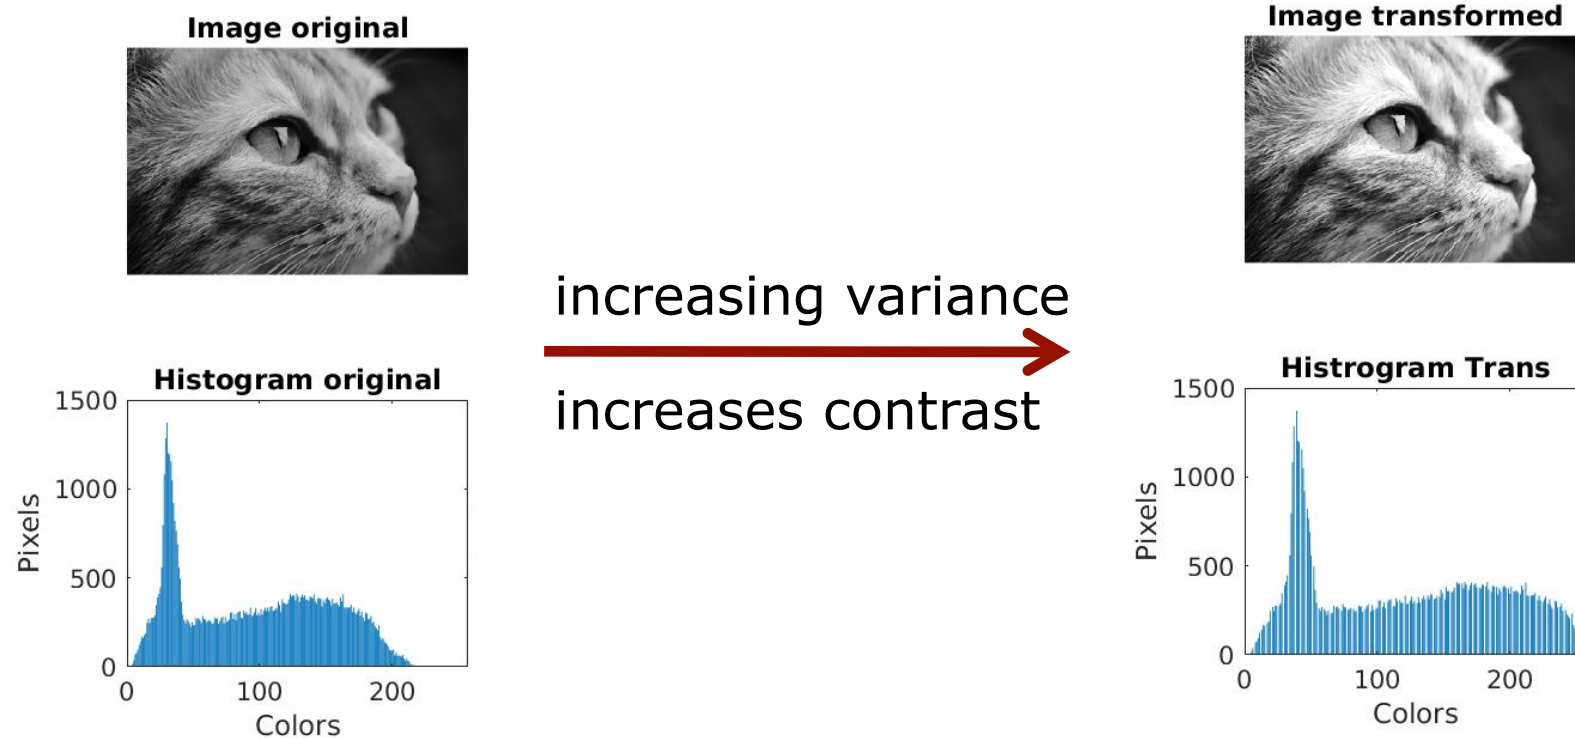 Image original
Image transformed
increasing variance
increases contrast
Histogram original
1500
1000
500
0
Pixels
0 100 200
Colors
Histrogram Trans
1500
1000
500
0
Pixels
0 100 200
Colors